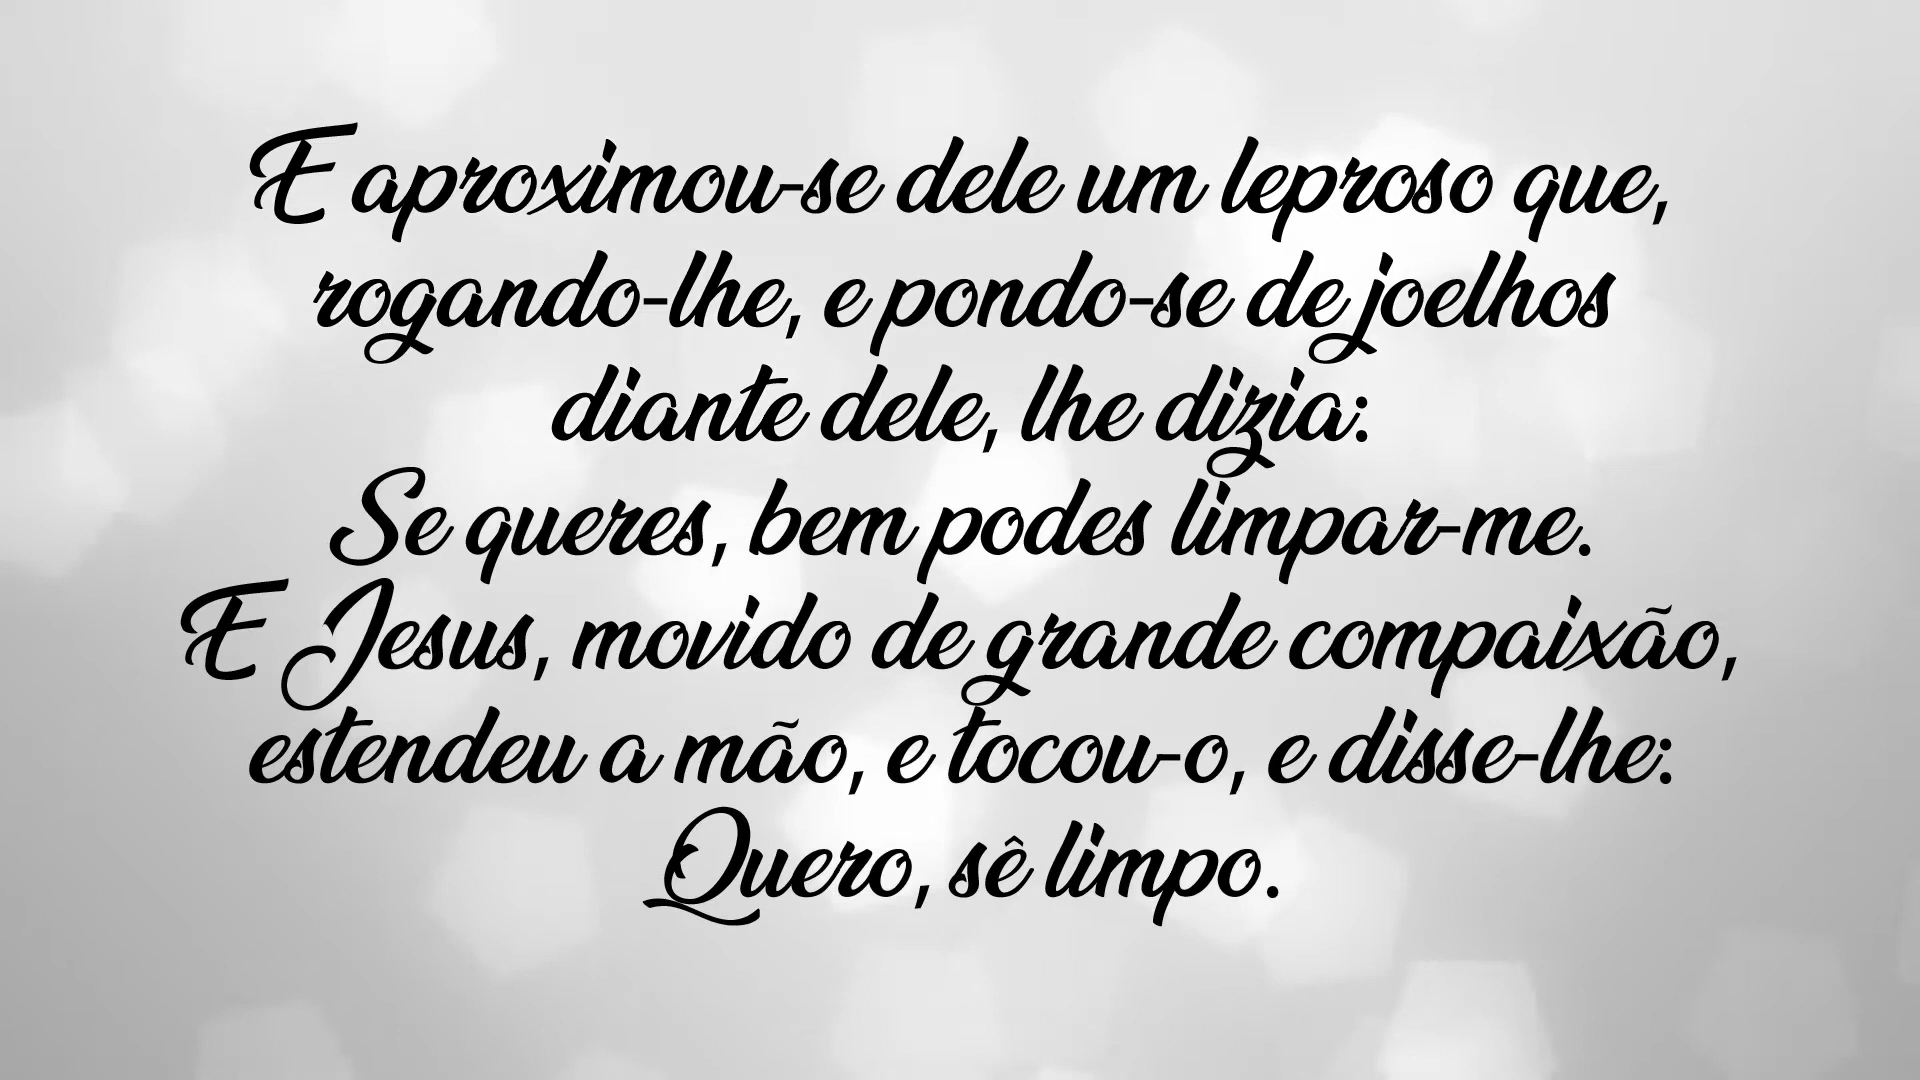 E aproximou-se dele um leproso que,
rogando-lhe, e pondo-se de joelhos
diante dele, lhe dizia:
Se queres, bem podes limpar-me.
E Jesus, movido de grande compaixão,
estendeu a mão, e tocou-o, e disse-lhe:
Quero, sê limpo.